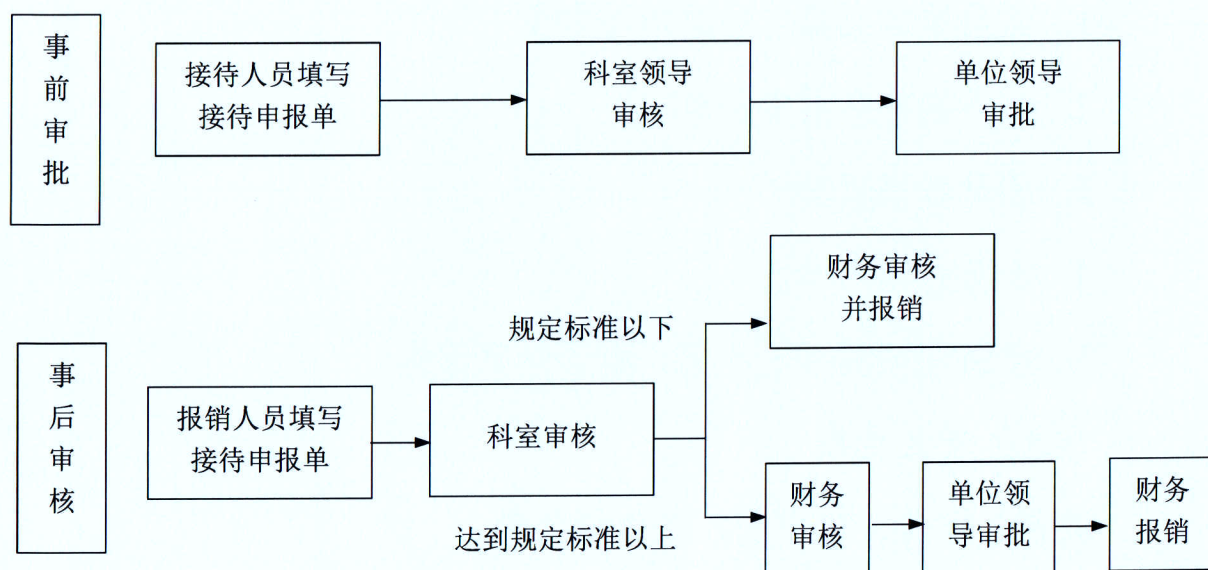 事前审批
接待人员填写
接待申报单
科室领导
审核
单位领导
审批
事后审核
报销人员填写
接待申报单
科室审核
规定标准以下
财务审核
并报销
达到规定标准以上
财务
审核
单位领
导审批
财务
报销